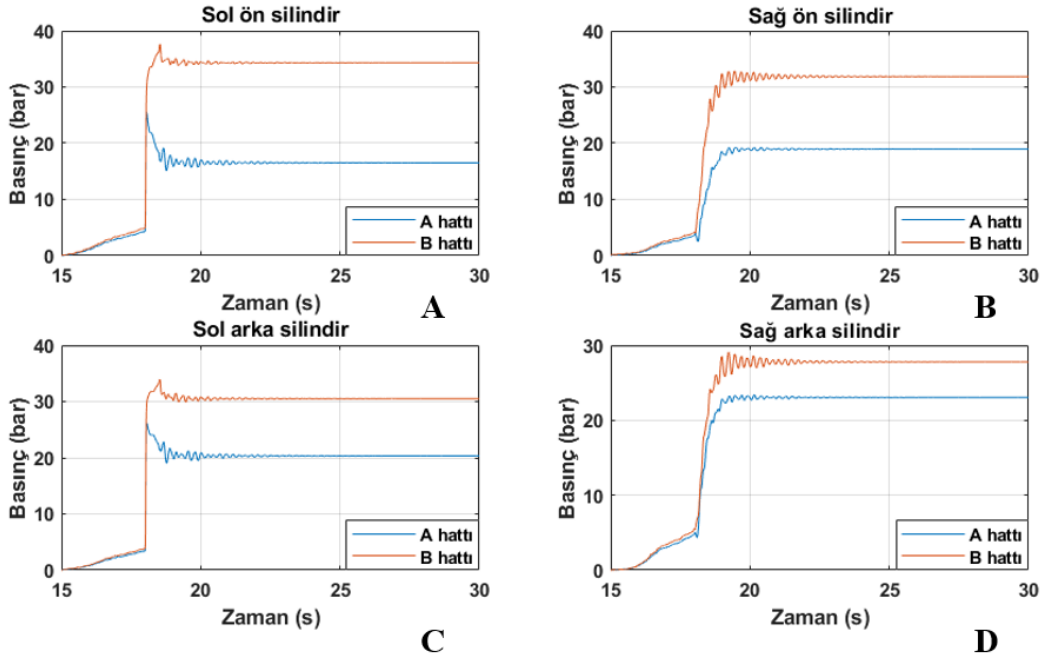 Sol ön silindir
Basınç (bar)
40
30
20
10
0
A hattı
B hattı
15 20 25 30
Zaman (s)
A
Sağ ön silindir
Basınç (bar)
40
30
20
10
0
A hattı
B hattı
15 20 25 30
Zaman (s)
B
Sol arka silindir
Basınç (bar)
40
30
20
10
0
A hattı
B hattı
15 20 25 30
Zaman (s)
C
Sağ arka silindir
Basınç (bar)
30
20
10
0
A hattı
B hattı
15 20 25 30
Zaman (s)
D